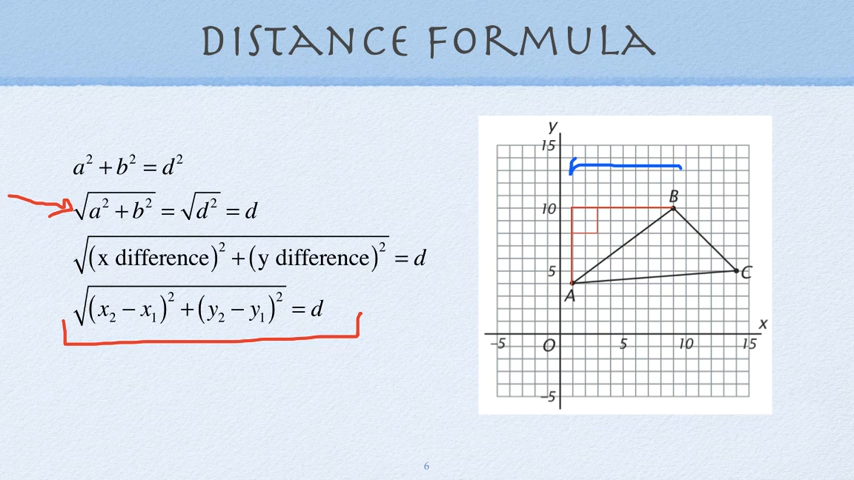 DISTANCE FORMULA
a² + b² = d²
√(a² + b²) = √(d²) = d
√((x difference)² + (y difference)²) = d
√((x₂ − x₁)² + (y₂ − y₁)²) = d
y
15
B
10
5
C
A
x
−5
O
5
10
15
−5
6